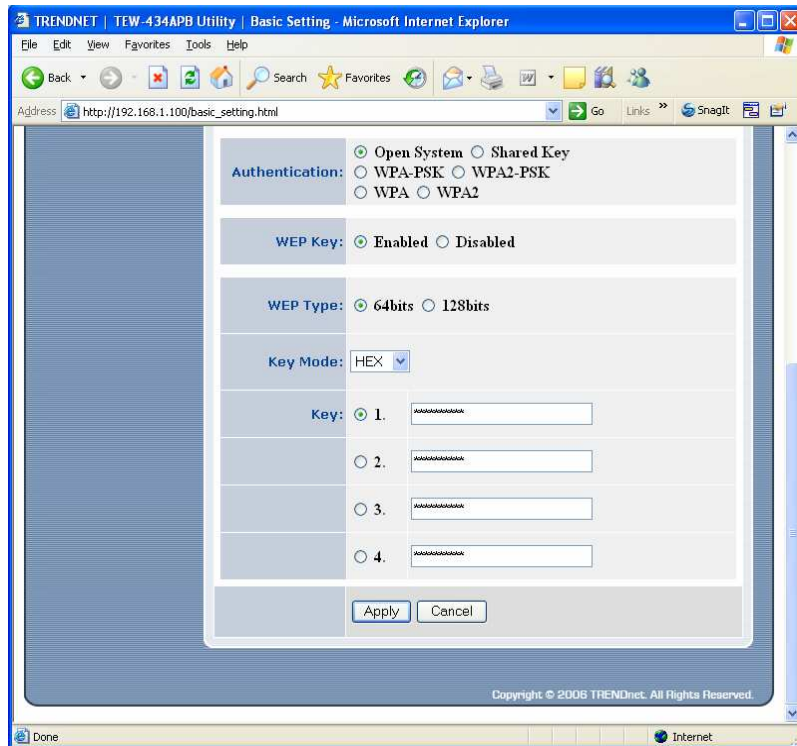 TRENDNET | TEW-434APB Utility | Basic Setting - Microsoft Internet Explorer
File Edit View Favorites Tools Help
Back Search Favorites
Address http://192.168.1.100/basic_setting.html Go Links » SnagIt
Authentication: Open System Shared Key
WPA-PSK WPA2-PSK
WPA WPA2
WEP Key: Enabled Disabled
WEP Type: 64bits 128bits
Key Mode: HEX
Key: 1. **********
2. **********
3. **********
4. **********
Apply Cancel
Copyright © 2006 TRENDnet. All Rights Reserved.
Done Internet